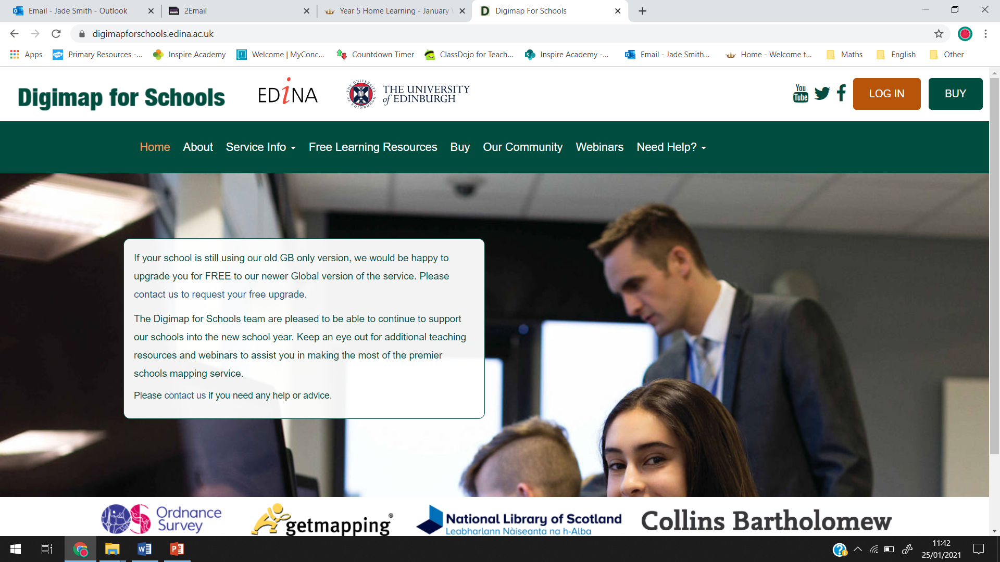 Email - Jade Smith - Outlook
2Email
Year 5 Home Learning - January
Digimap For Schools
digimapforschools.edina.ac.uk
Apps
Primary Resources -...
Inspire Academy
Welcome | MyConc...
Countdown Timer
ClassDojo for Teach...
Inspire Academy -...
Email - Jade Smith...
Home - Welcome t...
Maths
English
Other
Digimap for Schools
EDiNA
THE UNIVERSITY
of EDINBURGH
You
Tube
LOG IN
BUY
Home
About
Service Info
Free Learning Resources
Buy
Our Community
Webinars
Need Help?
If your school is still using our old GB only version, we would be happy to
upgrade you for FREE to our newer Global version of the service. Please
contact us to request your free upgrade.
The Digimap for Schools team are pleased to be able to continue to support
our schools into the new school year. Keep an eye out for additional teaching
resources and webinars to assist you in making the most of the premier
schools mapping service.
Please contact us if you need any help or advice.
Ordnance
Survey
getmapping®
National Library of Scotland
Leabharlann Nàiseanta na h-Alba
Collins Bartholomew
11:42
25/01/2021